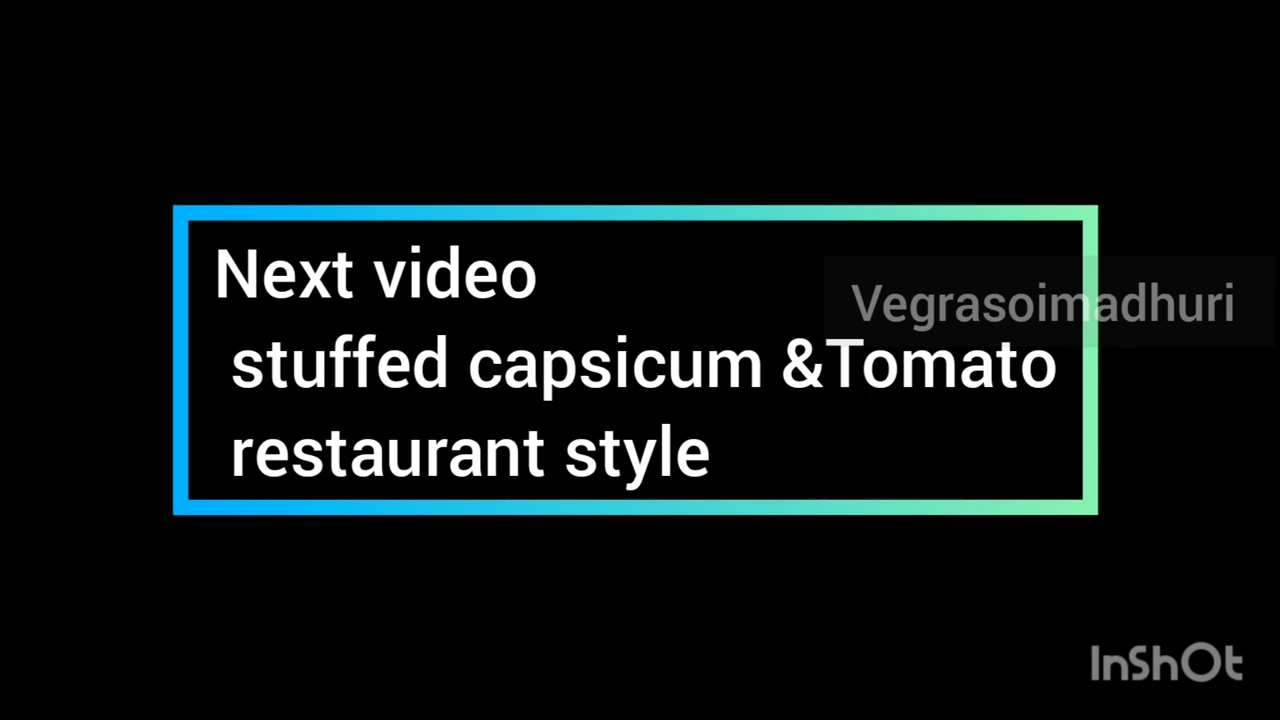 Next video
Vegrasoimadhuri
stuffed capsicum &Tomato
restaurant style
InShOt